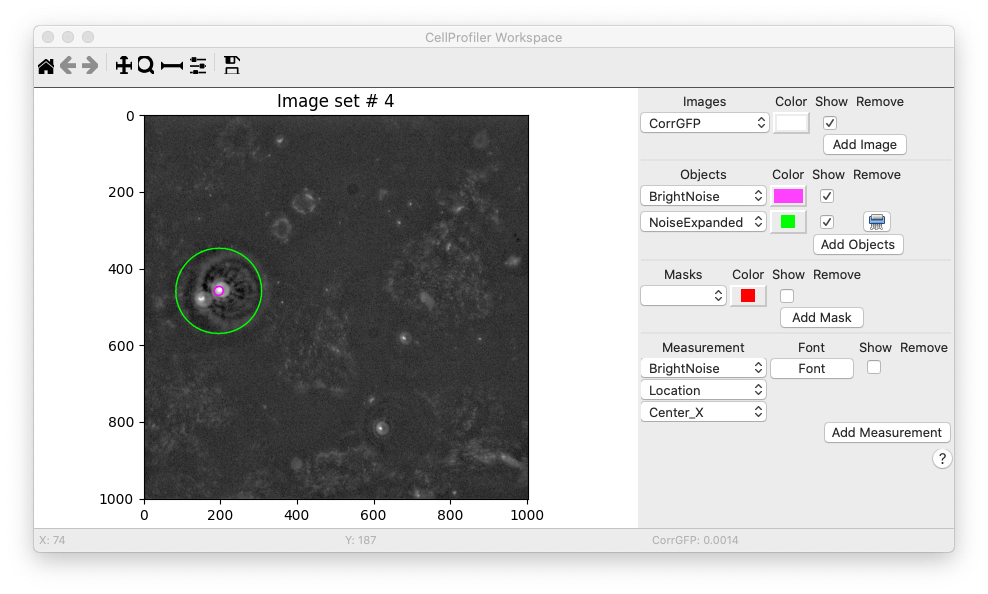 CellProfiler Workspace
Image set # 4
0
200
400
600
800
1000
0 200 400 600 800 1000
Images Color Show Remove
CorrGFP
Add Image
Objects Color Show Remove
BrightNoise
NoiseExpanded
Add Objects
Masks Color Show Remove
Add Mask
Measurement Font Show Remove
BrightNoise Font
Location
Center_X
Add Measurement
?
X: 74 Y: 187 CorrGFP: 0.0014